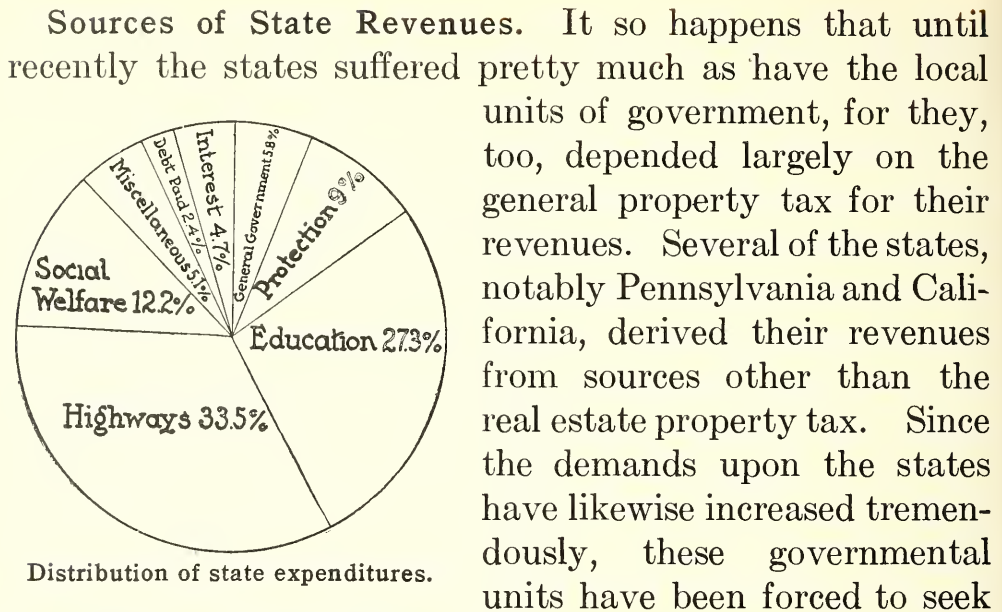 Sources of State Revenues. It so happens that until
recently the states suffered pretty much as have the local
units of government, for they,
too, depended largely on the
general property tax for their
revenues. Several of the states,
notably Pennsylvania and Cali-
fornia, derived their revenues
from sources other than the
real estate property tax. Since
the demands upon the states
have likewise increased tremen-
dously, these governmental
units have been forced to seek
Social
Welfare 12.2%
Miscellaneous 5.1%
Debt Paid 2.4%
Interest 4.7%
General Government 5.8%
Protection 9%
Education 27.3%
Highways 33.5%
Distribution of state expenditures.